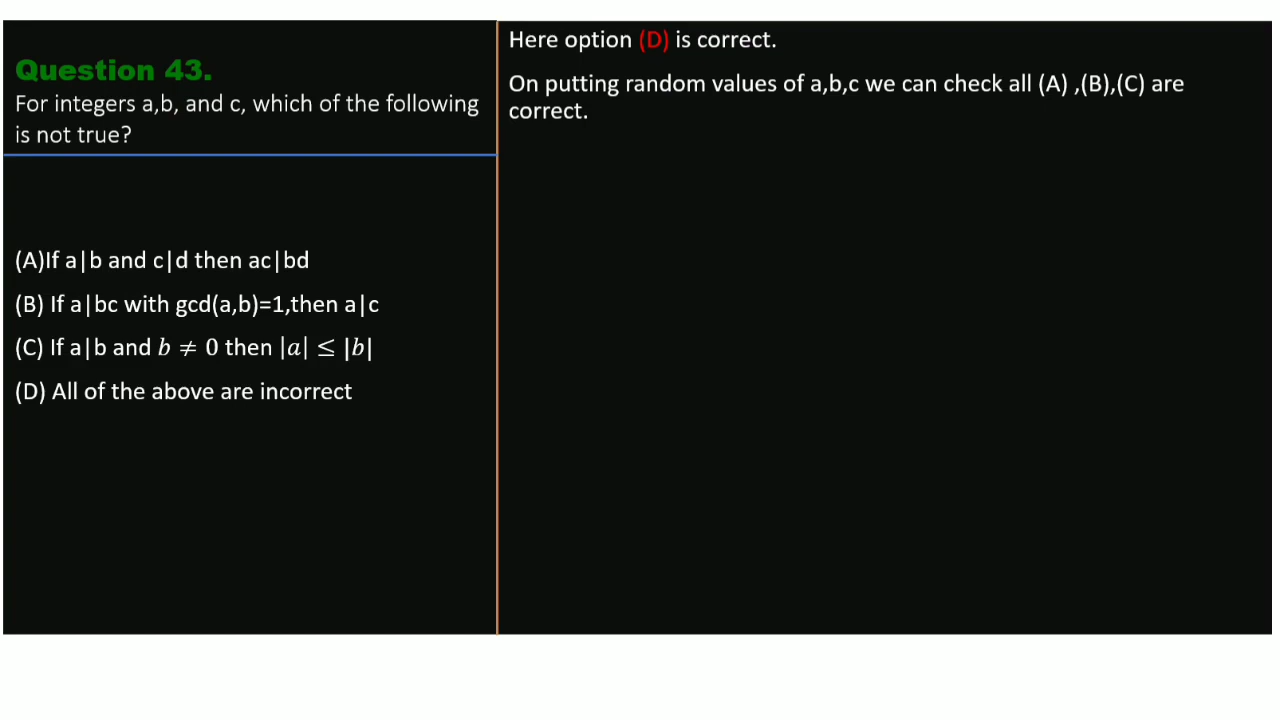 Question 43.
For integers a,b, and c, which of the following
is not true?
(A)If a|b and c|d then ac|bd
(B) If a|bc with gcd(a,b)=1,then a|c
(C) If a|b and 𝑏 ≠ 0 then |𝑎| ≤ |𝑏|
(D) All of the above are incorrect
Here option (D) is correct.
On putting random values of a,b,c we can check all (A) ,(B),(C) are
correct.